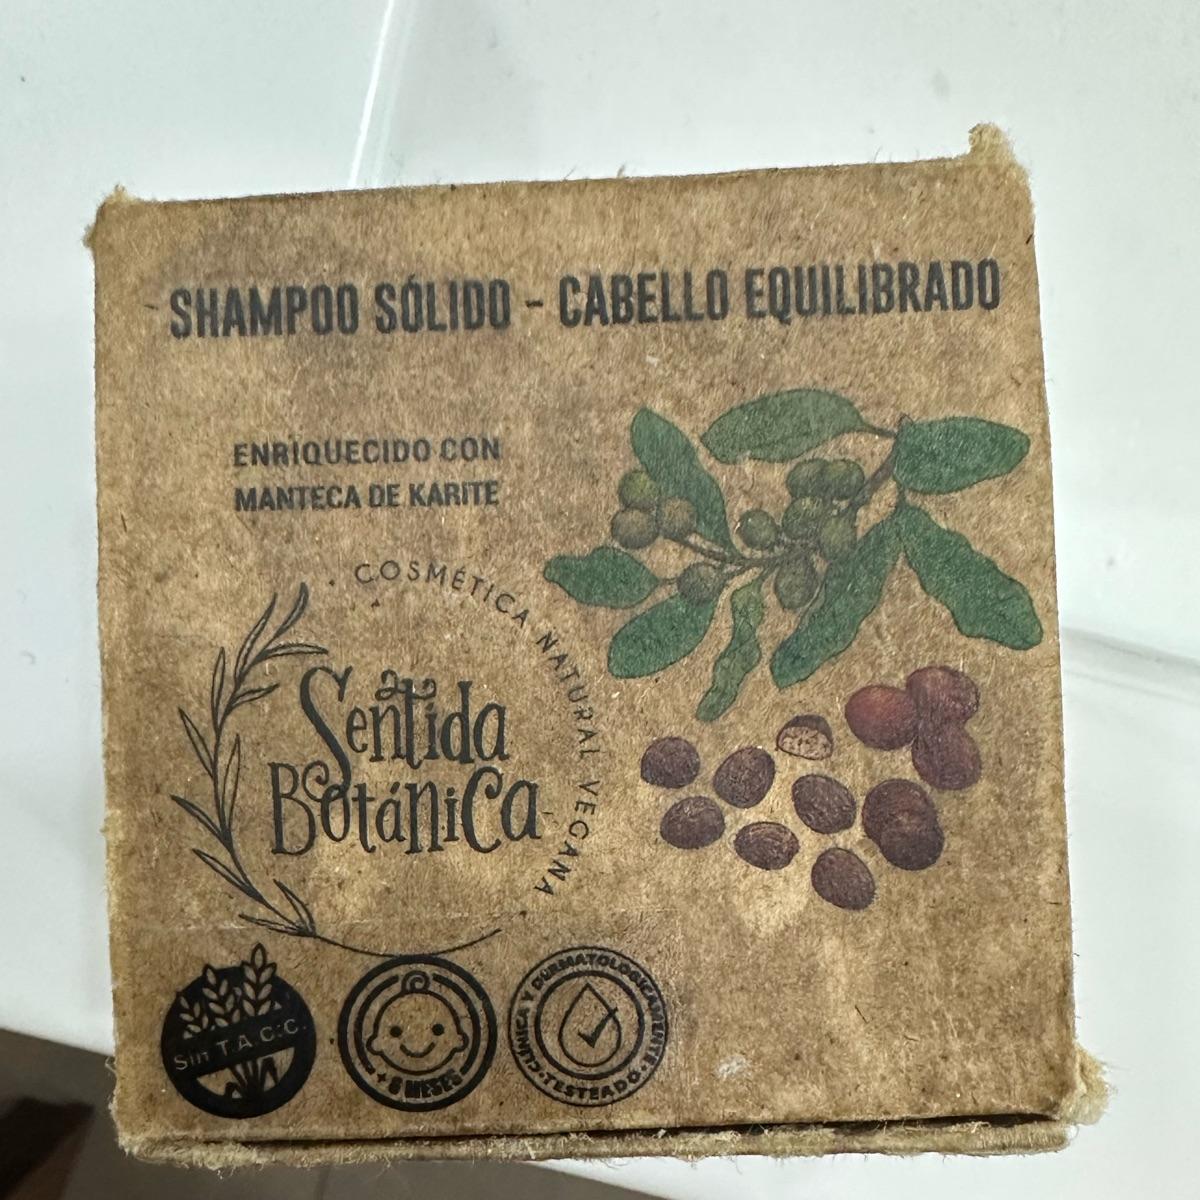 SHAMPOO SÓLIDO - CABELLO EQUILIBRADO
ENRIQUECIDO CON
MANTECA DE KARITE
COSMÉTICA NATURAL VEGANA
Sentida
Botánica
Sin T.A.C.C.
+6 MESES
CLÍNICA Y DERMATOLOGICAMENTE
TESTEADO